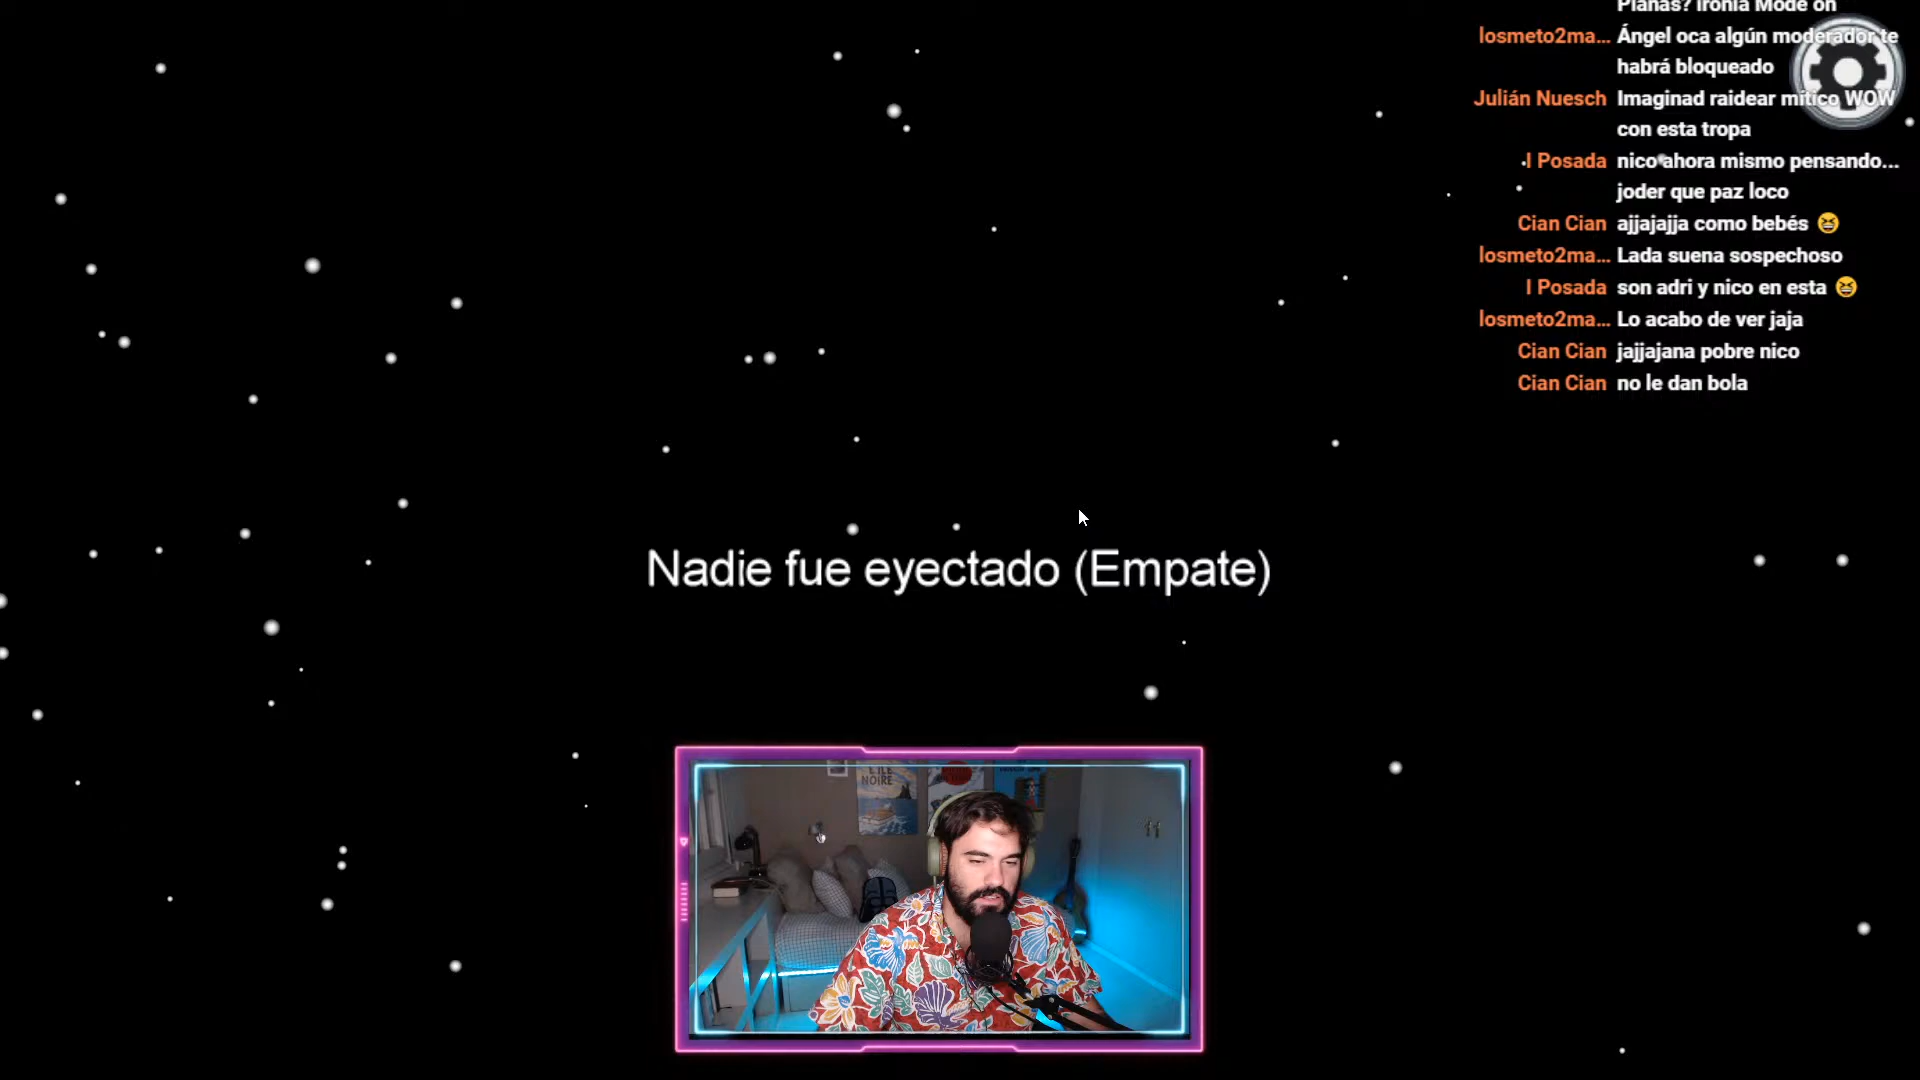 Planas? Ironía Mode on
losmeto2ma... Ángel oca algún moderador te
habrá bloqueado
Julián Nuesch Imaginad raidear mítico WOW
con esta tropa
I Posada nico ahora mismo pensando...
joder que paz loco
Cian Cian ajjajajja como bebés 😆
losmeto2ma... Lada suena sospechoso
I Posada son adri y nico en esta 😆
losmeto2ma... Lo acabo de ver jaja
Cian Cian jajjajana pobre nico
Cian Cian no le dan bola
Nadie fue eyectado (Empate)
L'ÎLE
NOIRE